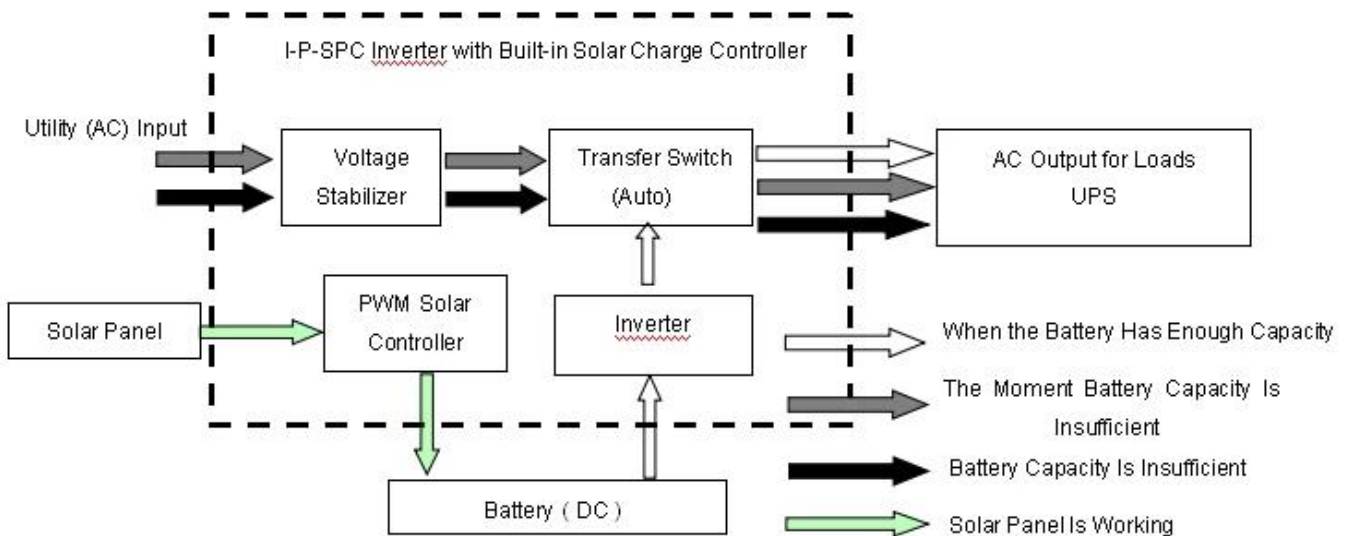 I-P-SPC Inverter with Built-in Solar Charge Controller
Utility (AC) Input
Voltage
Stabilizer
Transfer Switch
(Auto)
AC Output for Loads
UPS
Solar Panel
PWM Solar
Controller
Inverter
Battery ( DC )
When the Battery Has Enough Capacity
The Moment Battery Capacity Is
Insufficient
Battery Capacity Is Insufficient
Solar Panel Is Working